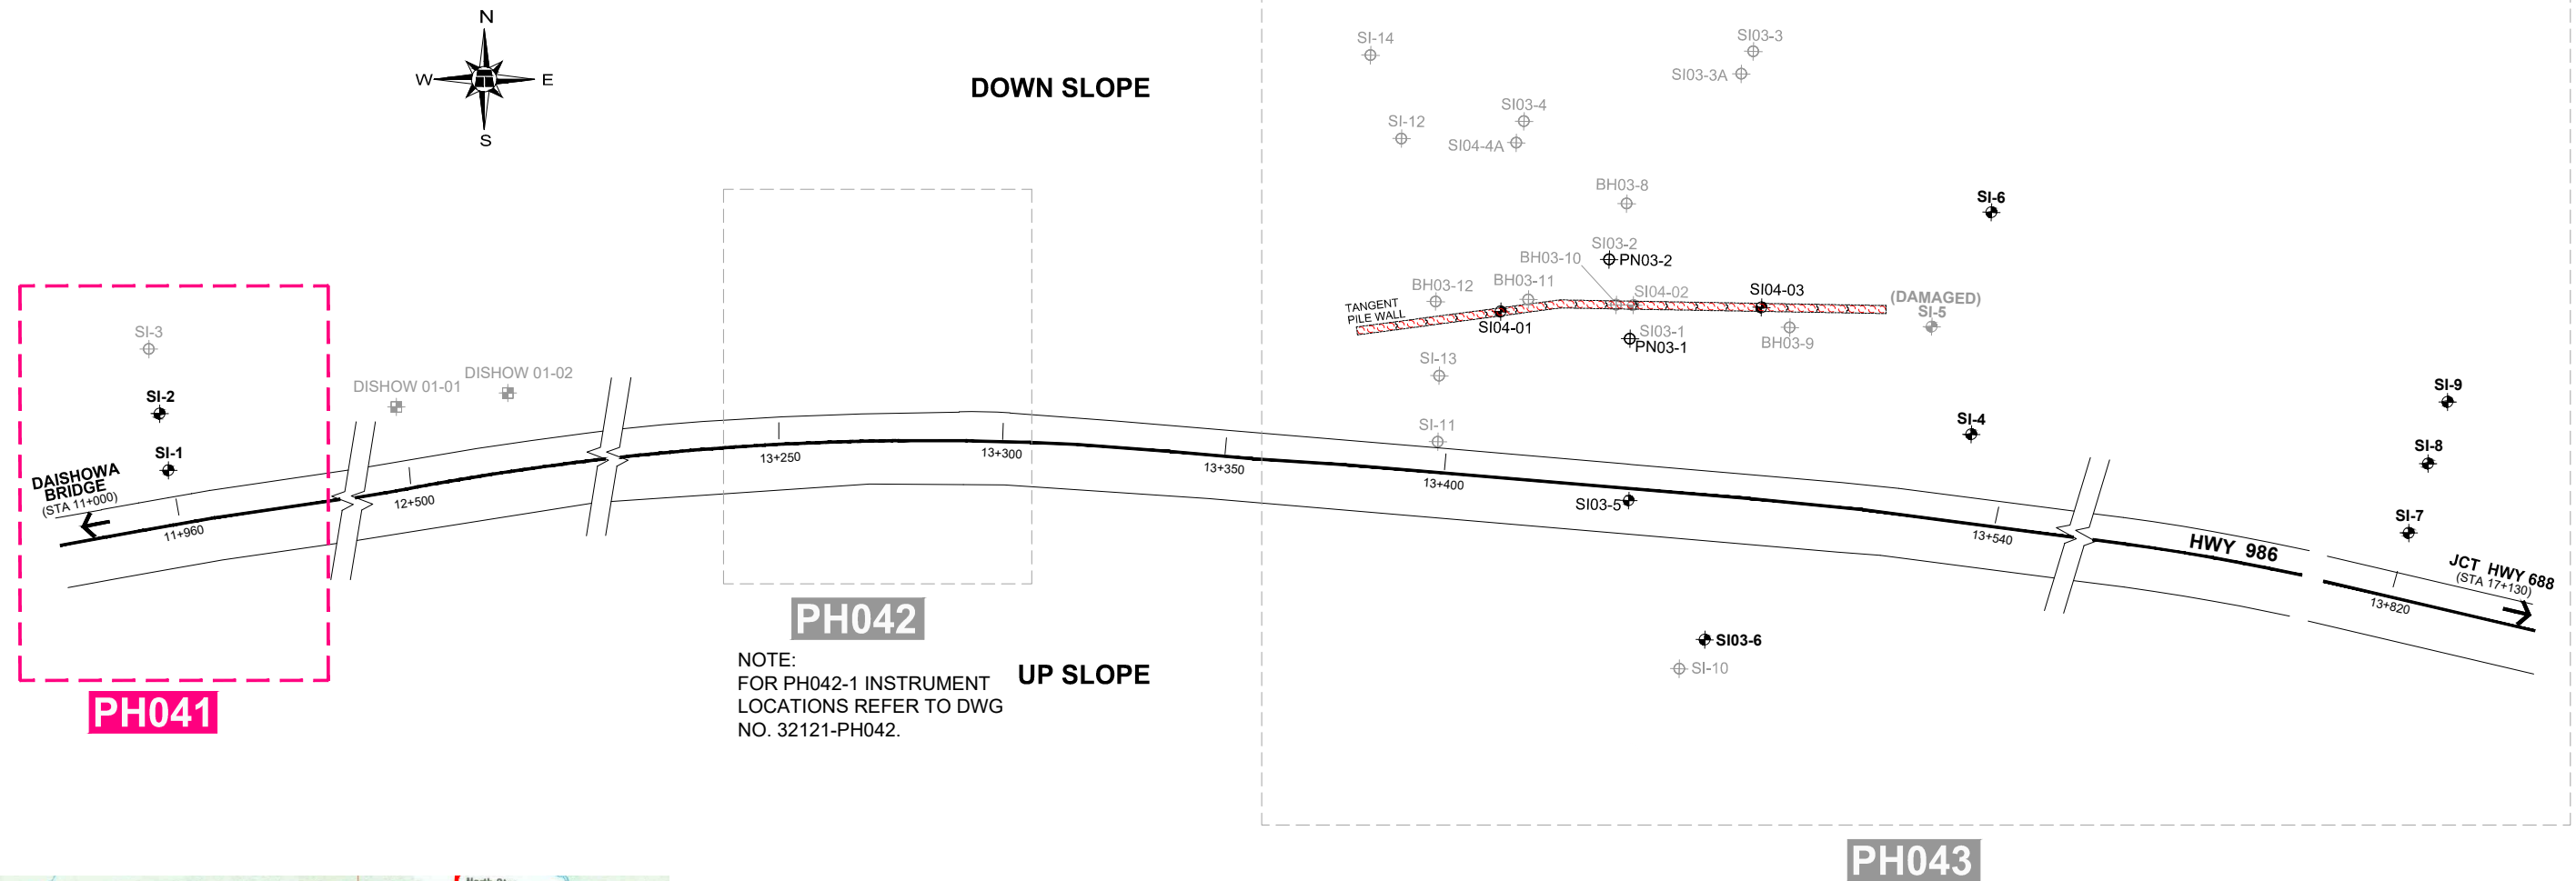 N
W
E
S
DOWN SLOPE
SI-14
SI03-3
SI03-3A
SI03-4
SI-12
SI04-4A
BH03-8
SI-6
SI03-2
BH03-10
PN03-2
BH03-12
BH03-11
SI04-02
SI04-03
(DAMAGED)
SI-5
TANGENT
PILE WALL
SI04-01
SI03-1
PN03-1
BH03-9
SI-3
SI-13
DISHOW 01-01
DISHOW 01-02
SI-2
SI-9
SI-11
SI-4
SI-1
SI-8
DAISHOWA
BRIDGE
(STA 11+000)
11+960
12+500
13+250
13+300
13+350
13+400
SI03-5
13+540
SI-7
HWY 986
JCT HWY 688
(STA 17+130)
13+820
PH042
NOTE:
FOR PH042-1 INSTRUMENT
LOCATIONS REFER TO DWG
NO. 32121-PH042.
UP SLOPE
SI03-6
SI-10
PH041
PH043